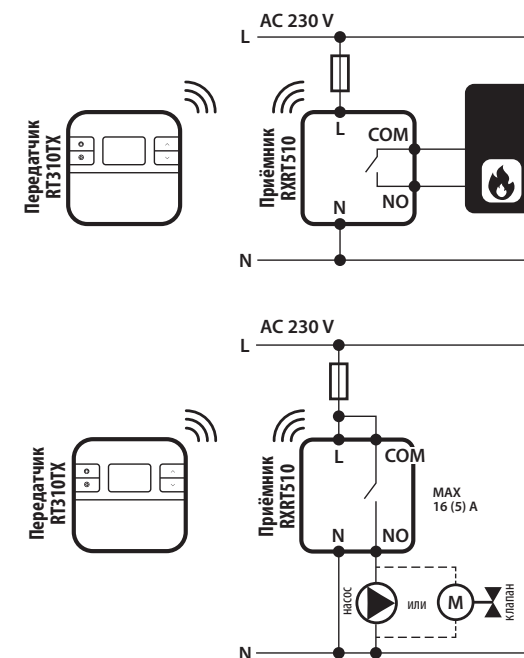 AC 230 V
L
Передатчик
RT310TX
Приёмник
RXRT510
L
COM
N
NO
N
AC 230 V
L
Передатчик
RT310TX
Приёмник
RXRT510
L
COM
MAX
16 (5) A
N
NO
насос
или
M
клапан
N